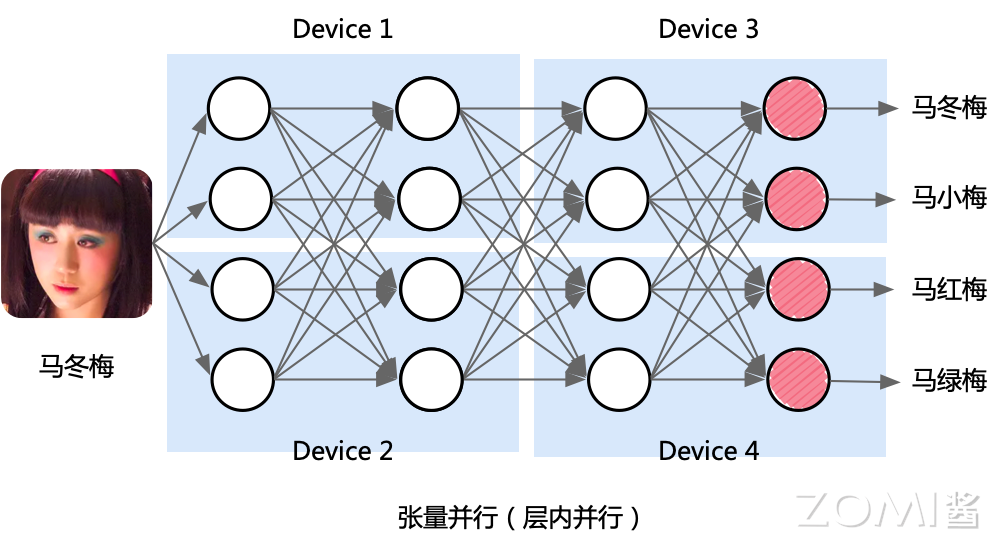 Device 1
Device 3
马冬梅
马小梅
马红梅
马冬梅
马绿梅
Device 2
Device 4
张量并行（层内并行）
ZOMI酱